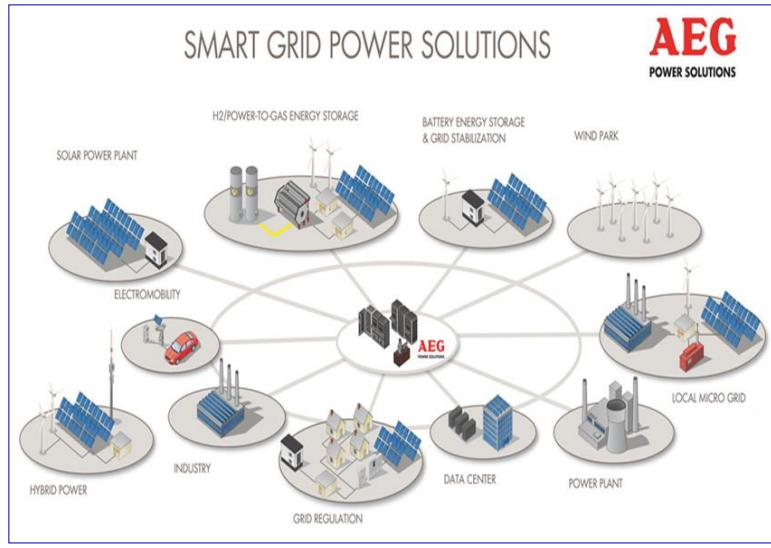 SMART GRID POWER SOLUTIONS
AEG
POWER SOLUTIONS
H2/POWER-TO-GAS ENERGY STORAGE
BATTERY ENERGY STORAGE
& GRID STABILIZATION
WIND PARK
SOLAR POWER PLANT
ELECTROMOBILITY
AEG
POWER SOLUTIONS
LOCAL MICRO GRID
HYBRID POWER
INDUSTRY
GRID REGULATION
DATA CENTER
POWER PLANT